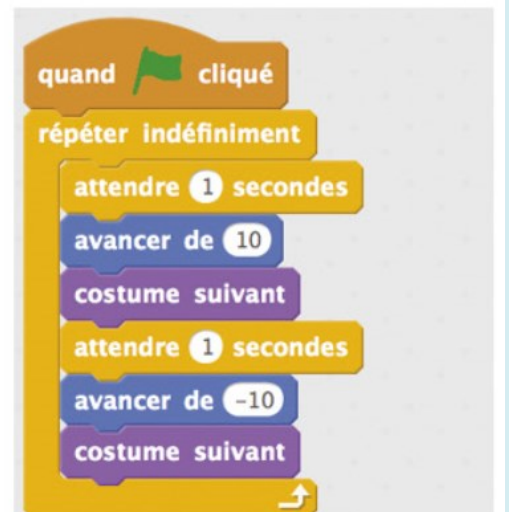 quand cliqué
répéter indéfiniment
attendre 1 secondes
avancer de 10
costume suivant
attendre 1 secondes
avancer de -10
costume suivant